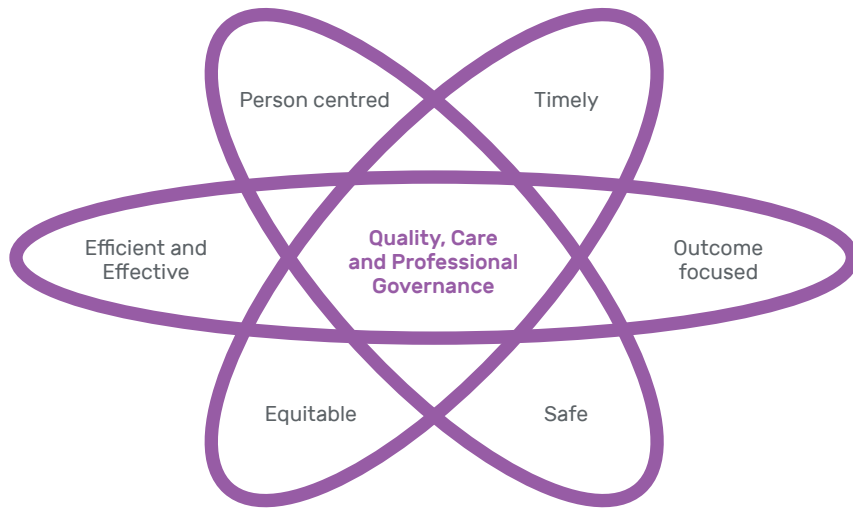 Person centred
Timely
Efficient and
Effective
Quality, Care
and Professional
Governance
Outcome
focused
Equitable
Safe